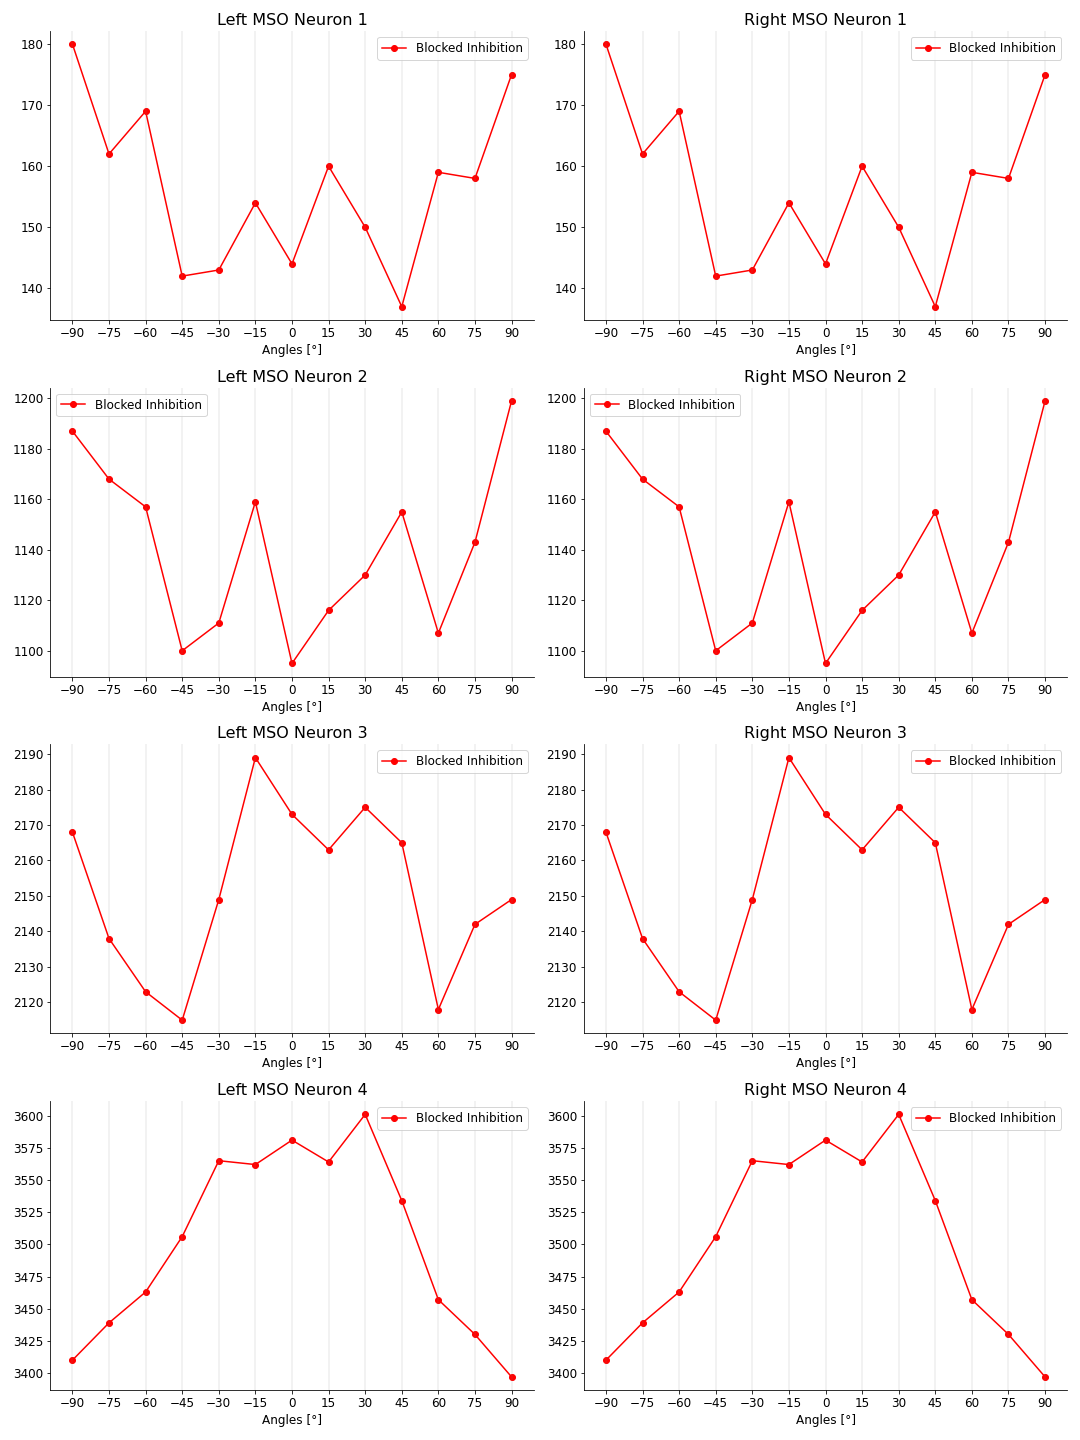 Left MSO Neuron 1
Blocked Inhibition
180
170
160
150
140
−90 −75 −60 −45 −30 −15 0 15 30 45 60 75 90
Angles [°]
Right MSO Neuron 1
Blocked Inhibition
180
170
160
150
140
−90 −75 −60 −45 −30 −15 0 15 30 45 60 75 90
Angles [°]
Left MSO Neuron 2
Blocked Inhibition
1200
1180
1160
1140
1120
1100
−90 −75 −60 −45 −30 −15 0 15 30 45 60 75 90
Angles [°]
Right MSO Neuron 2
Blocked Inhibition
1200
1180
1160
1140
1120
1100
−90 −75 −60 −45 −30 −15 0 15 30 45 60 75 90
Angles [°]
Left MSO Neuron 3
Blocked Inhibition
2190
2180
2170
2160
2150
2140
2130
2120
−90 −75 −60 −45 −30 −15 0 15 30 45 60 75 90
Angles [°]
Right MSO Neuron 3
Blocked Inhibition
2190
2180
2170
2160
2150
2140
2130
2120
−90 −75 −60 −45 −30 −15 0 15 30 45 60 75 90
Angles [°]
Left MSO Neuron 4
Blocked Inhibition
3600
3575
3550
3525
3500
3475
3450
3425
3400
−90 −75 −60 −45 −30 −15 0 15 30 45 60 75 90
Angles [°]
Right MSO Neuron 4
Blocked Inhibition
3600
3575
3550
3525
3500
3475
3450
3425
3400
−90 −75 −60 −45 −30 −15 0 15 30 45 60 75 90
Angles [°]